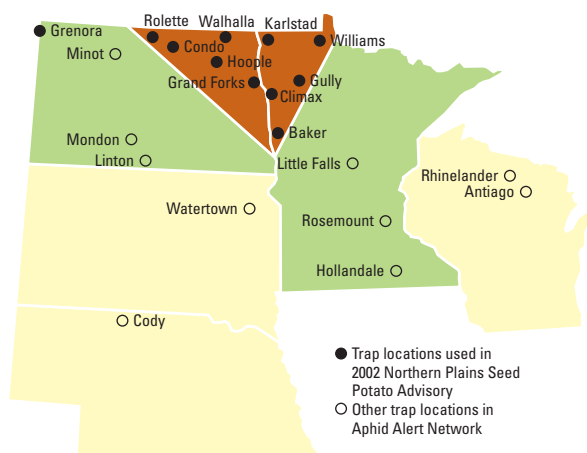 Rolette
Walhalla
Karlstad
Grenora
Condo
Williams
Minot
Hoople
Grand Forks
Gully
Climax
Baker
Mondon
Linton
Little Falls
Rhinelander
Antiago
Watertown
Rosemount
Hollandale
Cody
Trap locations used in
2002 Northern Plains Seed
Potato Advisory
Other trap locations in
Aphid Alert Network